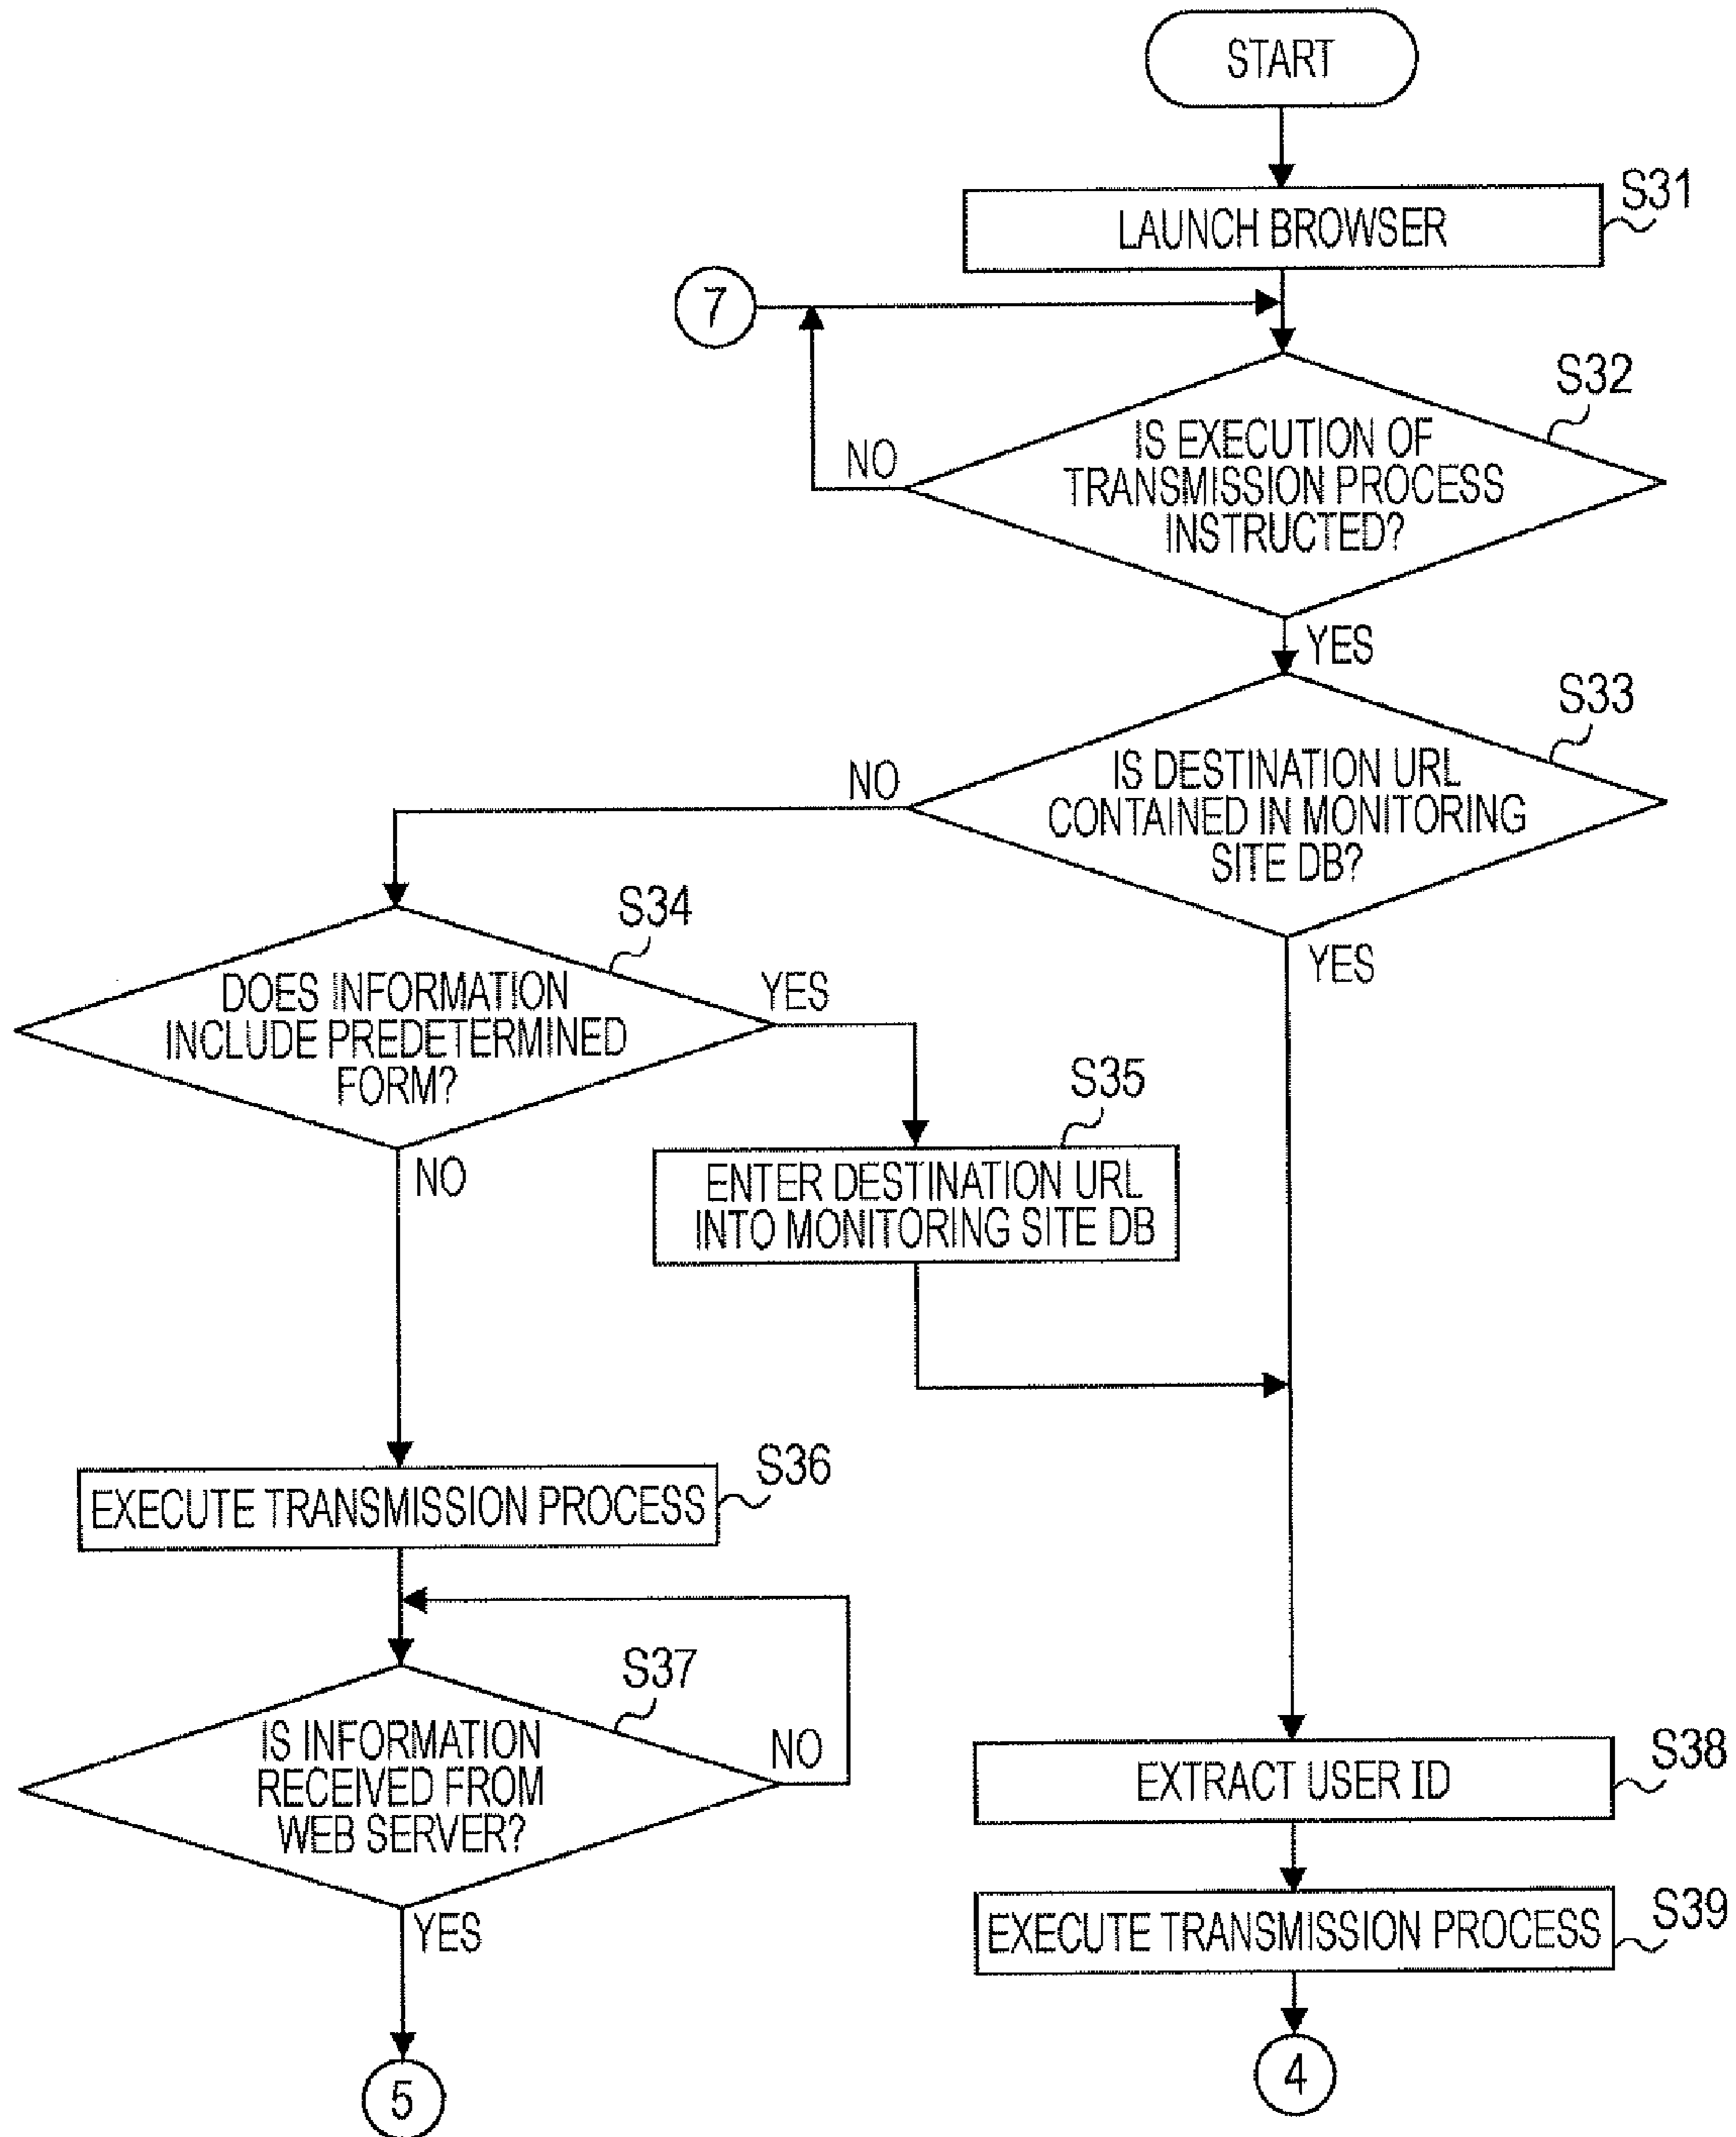 START
S31
LAUNCH BROWSER
7
S32
IS EXECUTION OF
TRANSMISSION PROCESS
INSTRUCTED?
NO
YES
S33
IS DESTINATION URL
CONTAINED IN MONITORING
SITE DB?
NO
YES
S34
DOES INFORMATION
INCLUDE PREDETERMINED
FORM?
YES
NO
S35
ENTER DESTINATION URL
INTO MONITORING SITE DB
S36
EXECUTE TRANSMISSION PROCESS
S37
IS INFORMATION
RECEIVED FROM
WEB SERVER?
NO
YES
5
S38
EXTRACT USER ID
S39
EXECUTE TRANSMISSION PROCESS
4